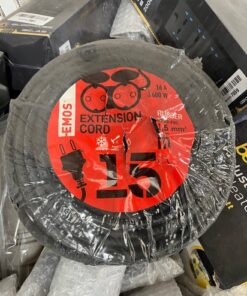 EMOS
16 A
3 600 W
EXTENSION
CORD
RUBBER
1,5 mm²
15
m